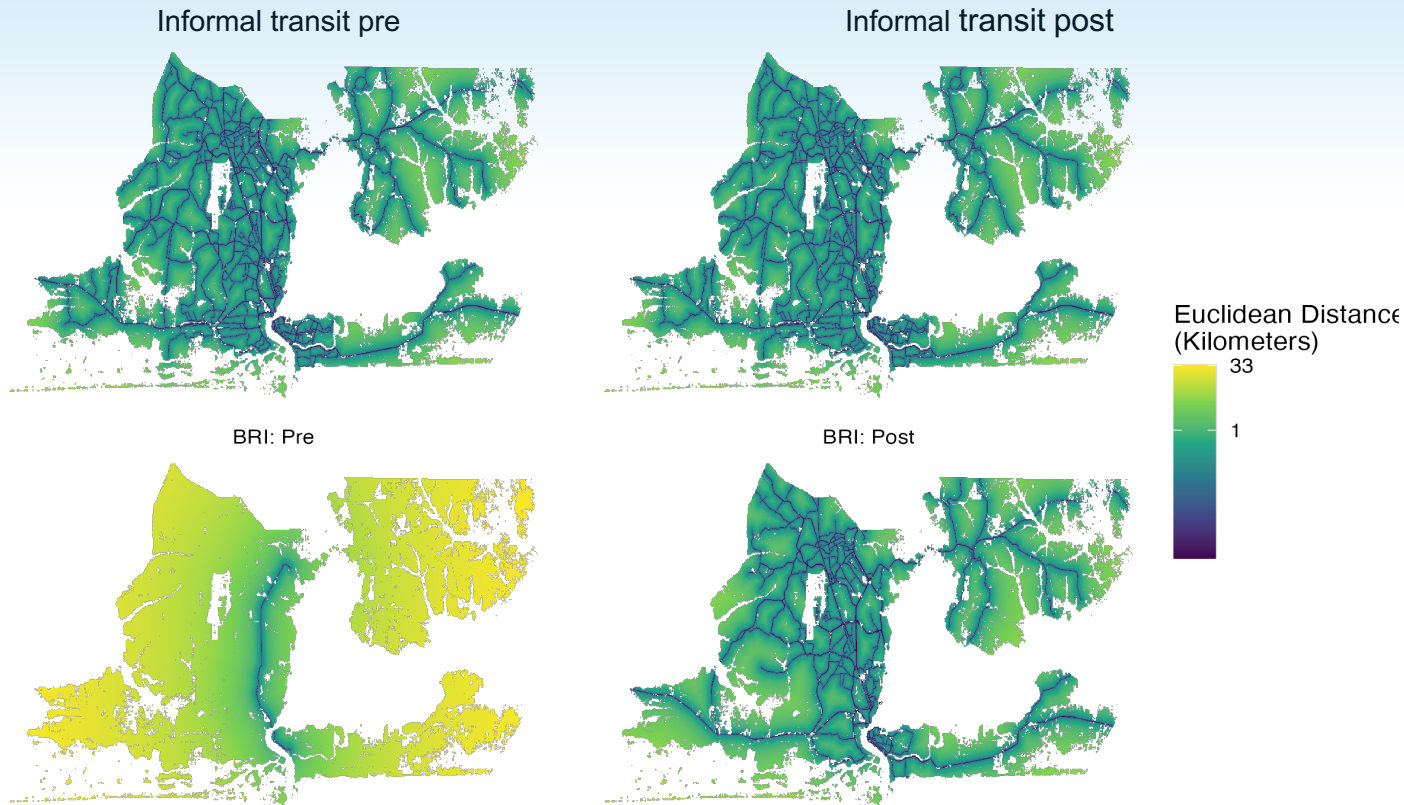 Informal transit pre
Informal transit post
Euclidean Distance
(Kilometers)
33
1
BRI: Pre
BRI: Post